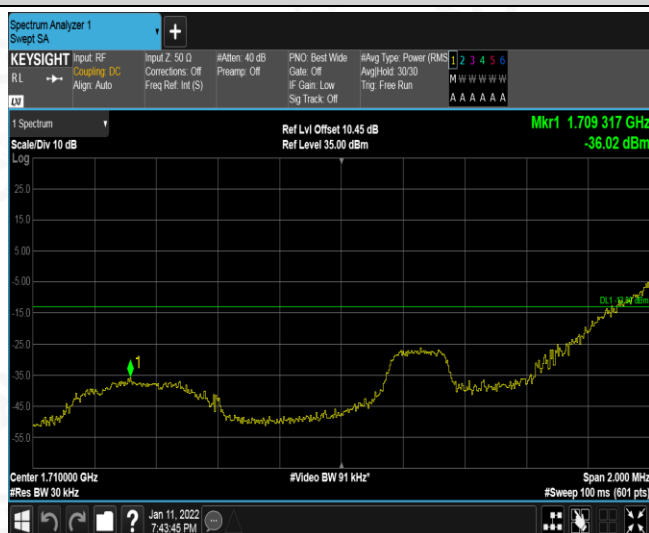 Spectrum Analyzer 1
Swept SA
+
KEYSIGHT
RL
Input: RF
Coupling: DC
Align: Auto
Input Z: 50 Ω
Corrections: Off
Freq Ref: Int (S)
#Atten: 40 dB
Preamp: Off
PNO: Best Wide
Gate: Off
IF Gain: Low
Sig Track: Off
#Avg Type: Power (RMS
Avg|Hold: 30/30
Trig: Free Run
1 2 3 4 5 6
M W W W W W
A A A A A A
1 Spectrum
Scale/Div 10 dB
Ref Lvl Offset 10.45 dB
Ref Level 35.00 dBm
Mkr1 1.709 317 GHz
-36.02 dBm
Log
25.0
15.0
5.00
-5.00
-15.0
-25.0
-35.0
-45.0
-55.0
1
Center 1.710000 GHz
#Res BW 30 kHz
#Video BW 91 kHz*
Span 2.000 MHz
#Sweep 100 ms (601 pts)
?
Jan 11, 2022
7:43:45 PM